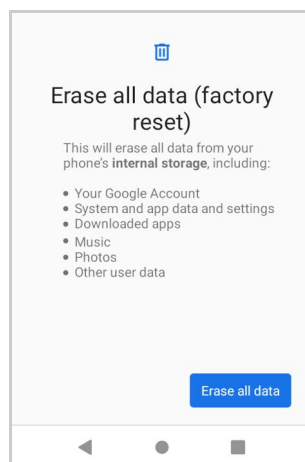 Erase all data (factory
reset)
This will erase all data from your
phone's internal storage, including:
• Your Google Account
• System and app data and settings
• Downloaded apps
• Music
• Photos
• Other user data
Erase all data